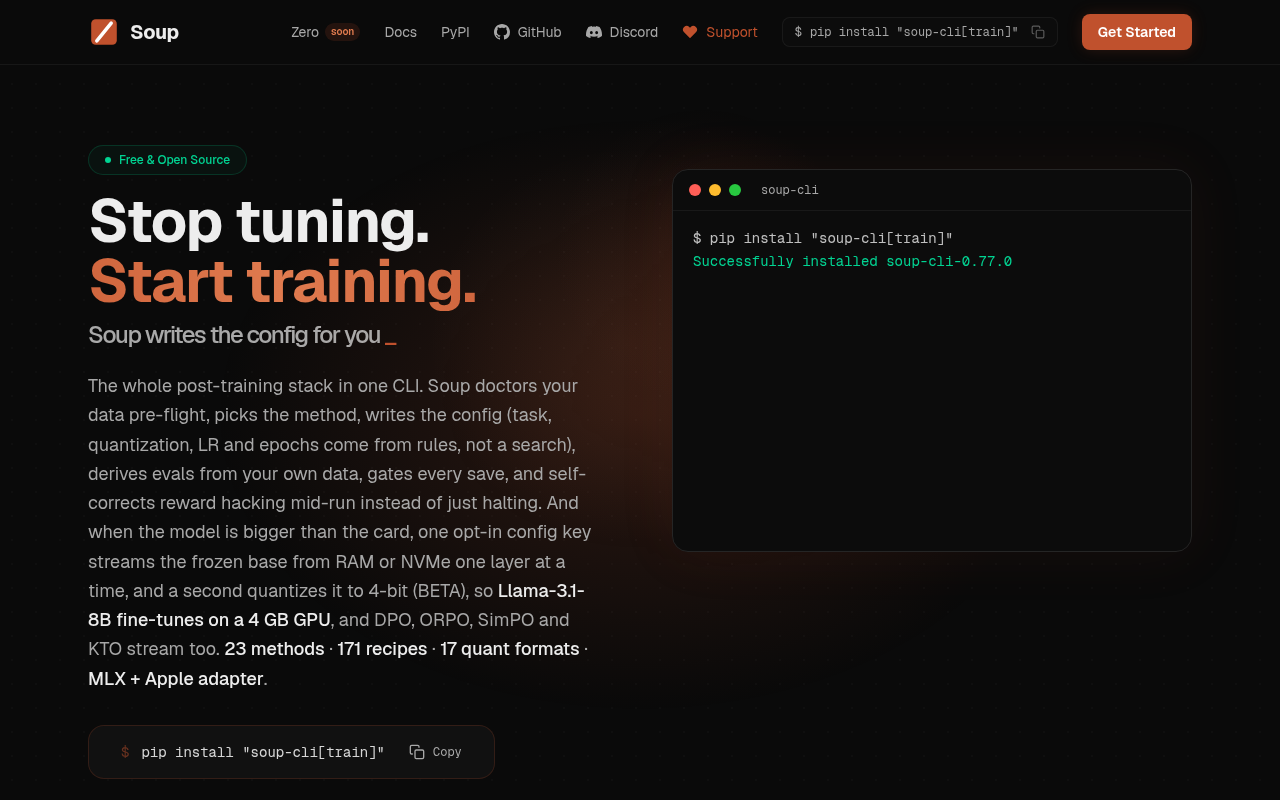 Soup
Zero soon Docs PyPI GitHub Discord Support $ pip install "soup-cli[train]" Get Started
Free & Open Source
Stop tuning.
Start training.
Soup writes the config for you _
The whole post-training stack in one CLI. Soup doctors your
data pre-flight, picks the method, writes the config (task,
quantization, LR and epochs come from rules, not a search),
derives evals from your own data, gates every save, and self-
corrects reward hacking mid-run instead of just halting. And
when the model is bigger than the card, one opt-in config key
streams the frozen base from RAM or NVMe one layer at a
time, and a second quantizes it to 4-bit (BETA), so Llama-3.1-
8B fine-tunes on a 4 GB GPU, and DPO, ORPO, SimPO and
KTO stream too. 23 methods · 171 recipes · 17 quant formats ·
MLX + Apple adapter.
$ pip install "soup-cli[train]" Copy
soup-cli
$ pip install "soup-cli[train]"
Successfully installed soup-cli-0.77.0